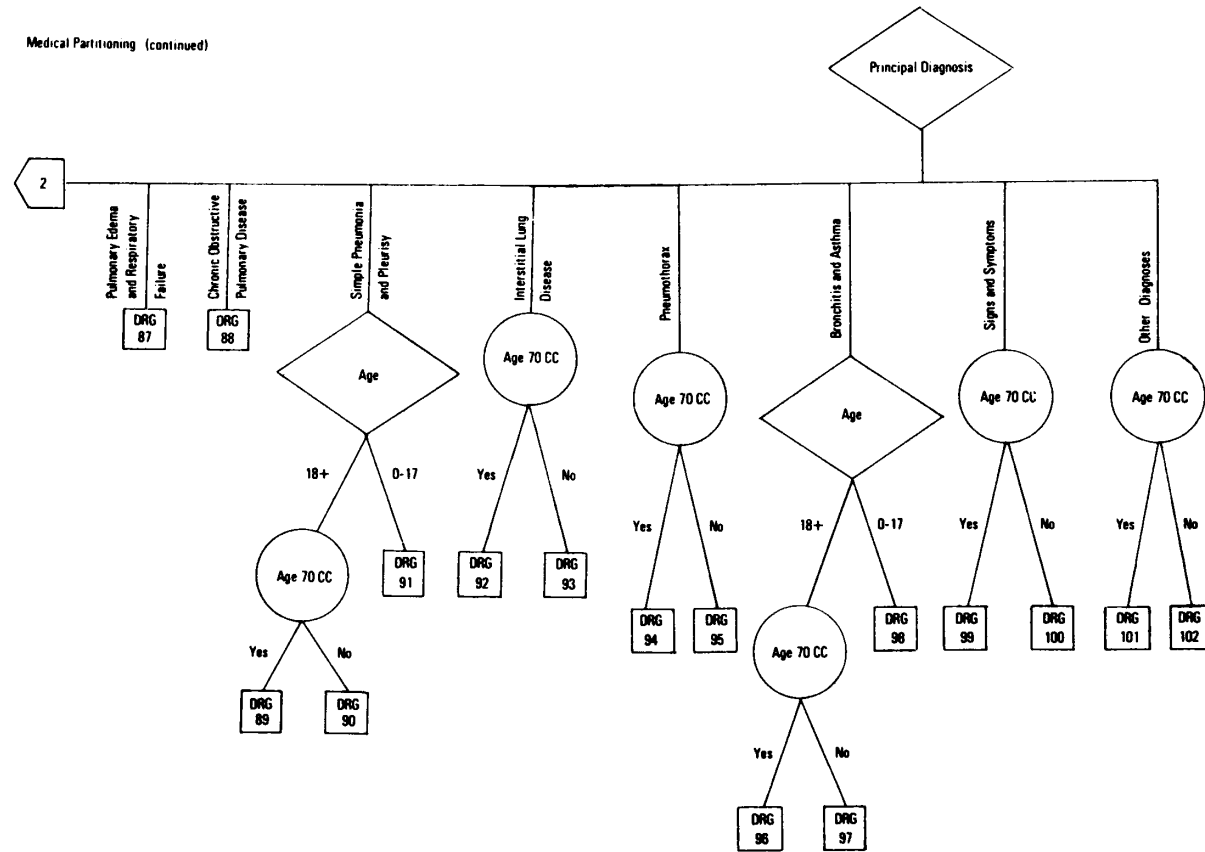 Medical Partitioning (continued)
Principal Diagnosis
2
Pulmonary Edema
and Respiratory
Failure
Chronic Obstructive
Pulmonary Disease
Simple Pneumonia
and Pleurisy
Interstitial Lung
Disease
Pneumothorax
Bronchitis and Asthma
Signs and Symptoms
Other Diagnoses
DRG
87
DRG
88
Age
Age 70 CC
Age 70 CC
Age
Age 70 CC
Age 70 CC
18+
0-17
Yes
No
Yes
No
18+
0-17
Yes
No
Yes
No
Age 70 CC
DRG
91
DRG
92
DRG
93
DRG
94
DRG
95
Age 70 CC
DRG
98
DRG
99
DRG
100
DRG
101
DRG
102
Yes
No
DRG
89
DRG
90
Yes
No
DRG
96
DRG
97